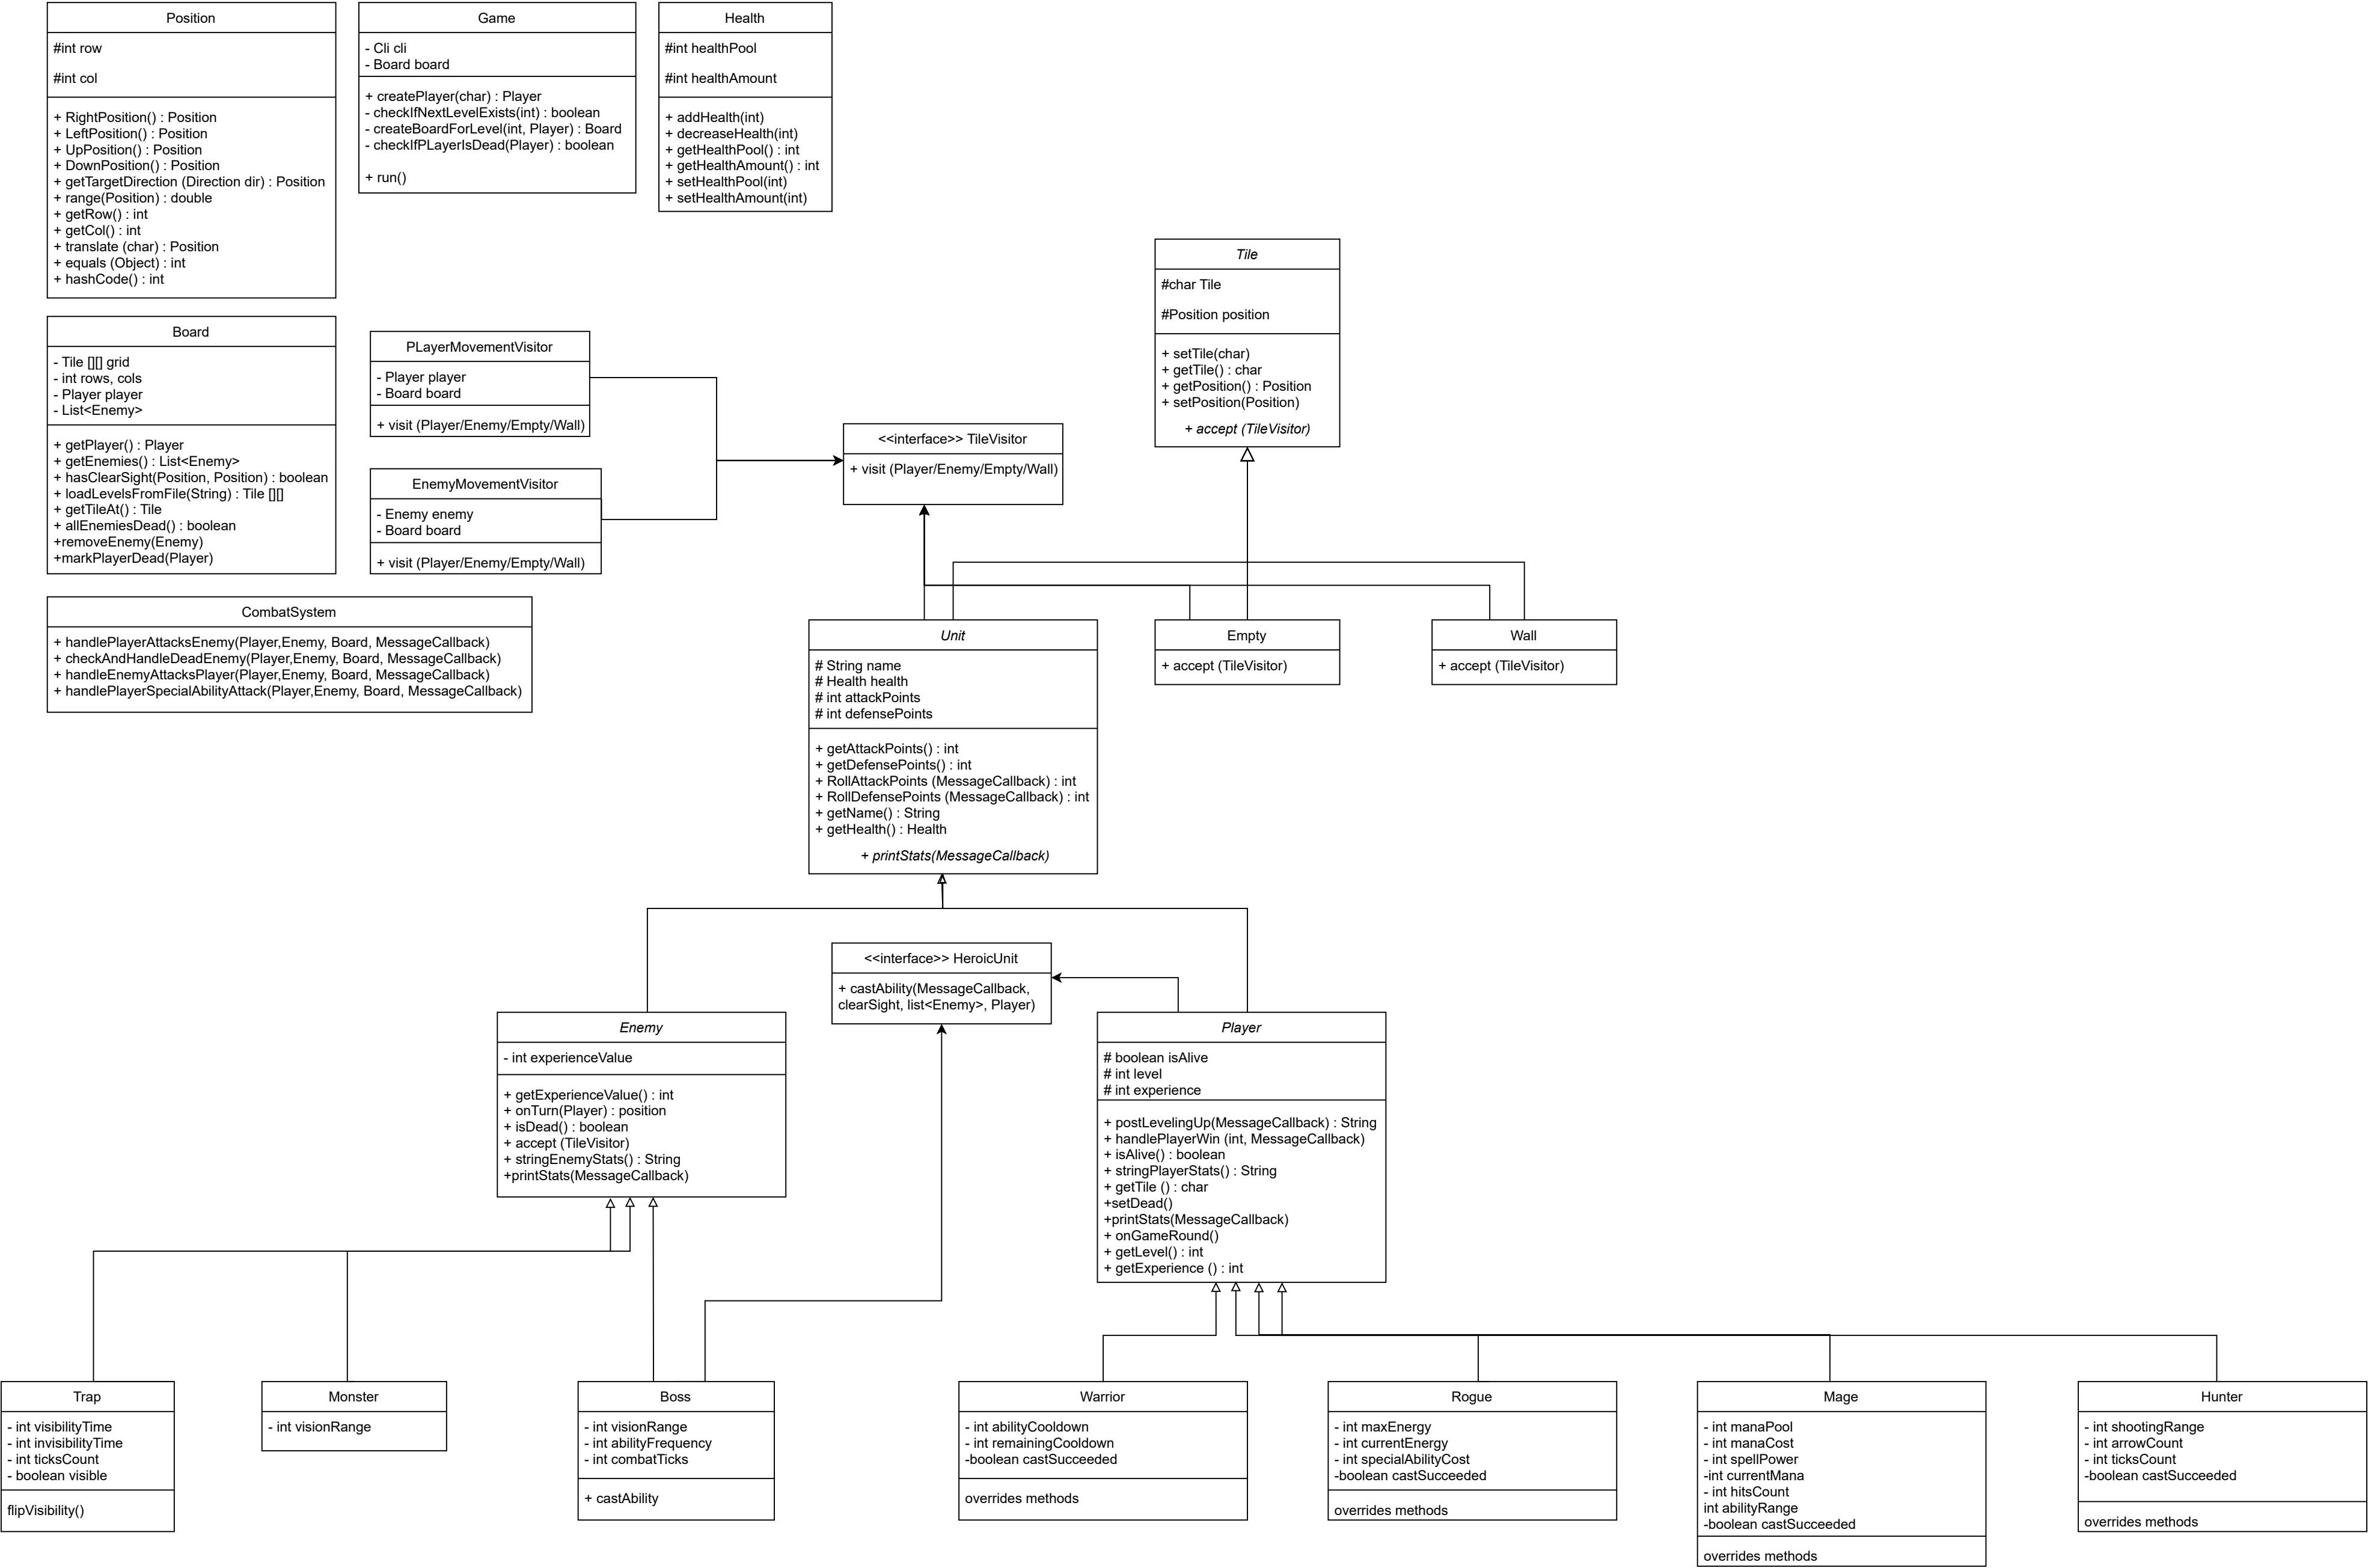 Position
#int row
#int col
+ RightPosition() : Position
+ LeftPosition() : Position
+ UpPosition() : Position
+ DownPosition() : Position
+ getTargetDirection (Direction dir) : Position
+ range(Position) : double
+ getRow() : int
+ getCol() : int
+ translate (char) : Position
+ equals (Object) : int
+ hashCode() : int
Game
- Cli cli
- Board board
+ createPlayer(char) : Player
- checkIfNextLevelExists(int) : boolean
- createBoardForLevel(int, Player) : Board
- checkIfPLayerIsDead(Player) : boolean
+ run()
Health
#int healthPool
#int healthAmount
+ addHealth(int)
+ decreaseHealth(int)
+ getHealthPool() : int
+ getHealthAmount() : int
+ setHealthPool(int)
+ setHealthAmount(int)
Tile
#char Tile
#Position position
+ setTile(char)
+ getTile() : char
+ getPosition() : Position
+ setPosition(Position)
+ accept (TileVisitor)
Board
- Tile [][] grid
- int rows, cols
- Player player
- List<Enemy>
+ getPlayer() : Player
+ getEnemies() : List<Enemy>
+ hasClearSight(Position, Position) : boolean
+ loadLevelsFromFile(String) : Tile [][]
+ getTileAt() : Tile
+ allEnemiesDead() : boolean
+removeEnemy(Enemy)
+markPlayerDead(Player)
PLayerMovementVisitor
- Player player
- Board board
+ visit (Player/Enemy/Empty/Wall)
EnemyMovementVisitor
- Enemy enemy
- Board board
+ visit (Player/Enemy/Empty/Wall)
<<interface>> TileVisitor
+ visit (Player/Enemy/Empty/Wall)
CombatSystem
+ handlePlayerAttacksEnemy(Player,Enemy, Board, MessageCallback)
+ checkAndHandleDeadEnemy(Player,Enemy, Board, MessageCallback)
+ handleEnemyAttacksPlayer(Player,Enemy, Board, MessageCallback)
+ handlePlayerSpecialAbilityAttack(Player,Enemy, Board, MessageCallback)
Unit
# String name
# Health health
# int attackPoints
# int defensePoints
+ getAttackPoints() : int
+ getDefensePoints() : int
+ RollAttackPoints (MessageCallback) : int
+ RollDefensePoints (MessageCallback) : int
+ getName() : String
+ getHealth() : Health
+ printStats(MessageCallback)
Empty
+ accept (TileVisitor)
Wall
+ accept (TileVisitor)
<<interface>> HeroicUnit
+ castAbility(MessageCallback,
clearSight, list<Enemy>, Player)
Enemy
- int experienceValue
+ getExperienceValue() : int
+ onTurn(Player) : position
+ isDead() : boolean
+ accept (TileVisitor)
+ stringEnemyStats() : String
+printStats(MessageCallback)
Player
# boolean isAlive
# int level
# int experience
+ postLevelingUp(MessageCallback) : String
+ handlePlayerWin (int, MessageCallback)
+ isAlive() : boolean
+ stringPlayerStats() : String
+ getTile () : char
+setDead()
+printStats(MessageCallback)
+ onGameRound()
+ getLevel() : int
+ getExperience () : int
Trap
- int visibilityTime
- int invisibilityTime
- int ticksCount
- boolean visible
flipVisibility()
Monster
- int visionRange
Boss
- int visionRange
- int abilityFrequency
- int combatTicks
+ castAbility
Warrior
- int abilityCooldown
- int remainingCooldown
-boolean castSucceeded
overrides methods
Rogue
- int maxEnergy
- int currentEnergy
- int specialAbilityCost
-boolean castSucceeded
overrides methods
Mage
- int manaPool
- int manaCost
- int spellPower
-int currentMana
- int hitsCount
int abilityRange
-boolean castSucceeded
overrides methods
Hunter
- int shootingRange
- int arrowCount
- int ticksCount
-boolean castSucceeded
overrides methods